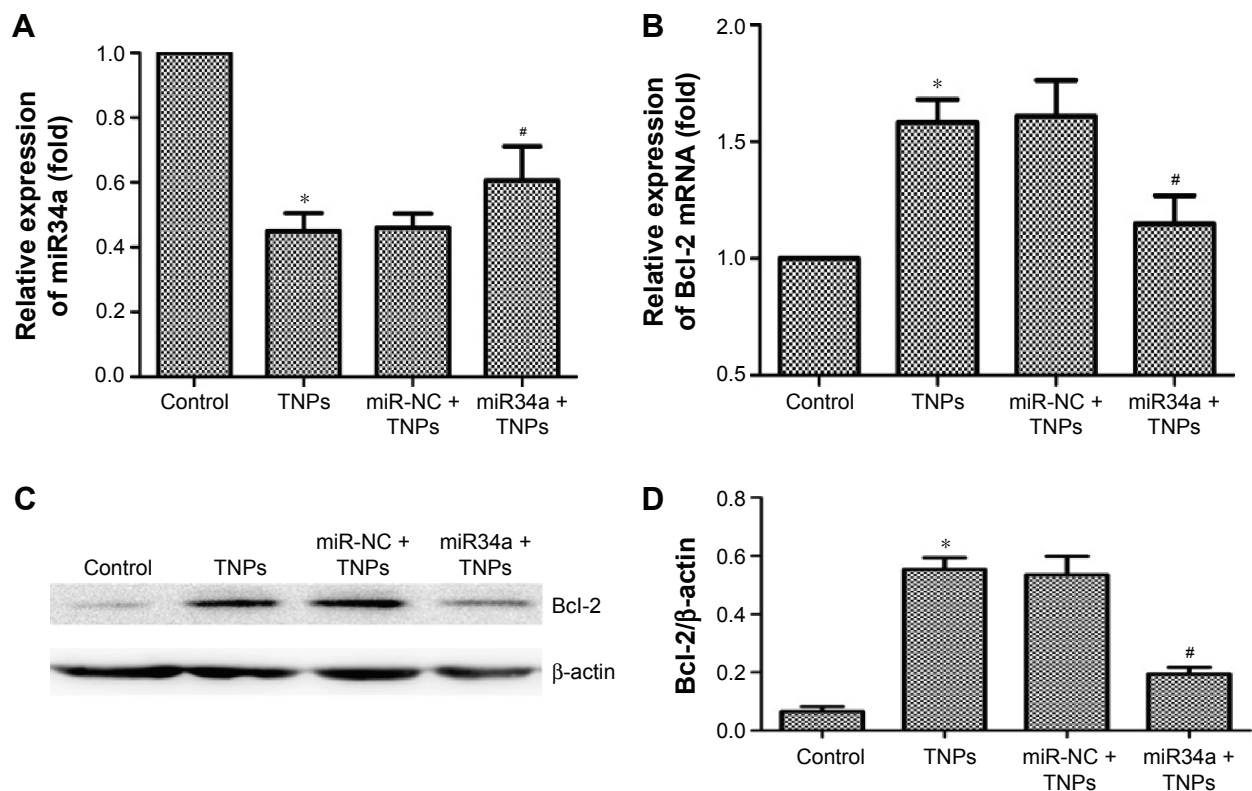 A
Relative expression
of miR34a (fold)
1.0
0.8
0.6
0.4
0.2
0.0
*
#
Control
TNPs
miR-NC +
TNPs
miR34a +
TNPs
B
Relative expression
of Bcl-2 mRNA (fold)
2.0
1.5
1.0
0.5
*
#
Control
TNPs
miR-NC +
TNPs
miR34a +
TNPs
C
Control
TNPs
miR-NC +
TNPs
miR34a +
TNPs
Bcl-2
β-actin
D
Bcl-2/β-actin
0.8
0.6
0.4
0.2
0.0
*
#
Control
TNPs
miR-NC +
TNPs
miR34a +
TNPs